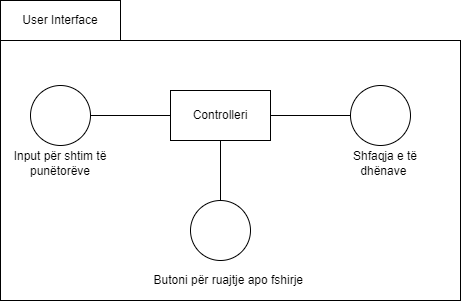 User Interface
Controlleri
Input për shtim të
punëtorëve
Shfaqja e të
dhënave
Butoni për ruajtje apo fshirje